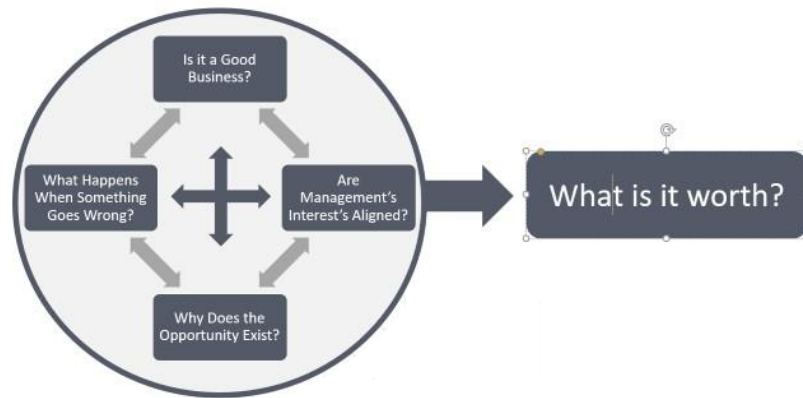 Is it a Good
Business?
What Happens
When Something
Goes Wrong?
Are
Management's
Interest's Aligned?
Why Does the
Opportunity Exist?
What is it worth?